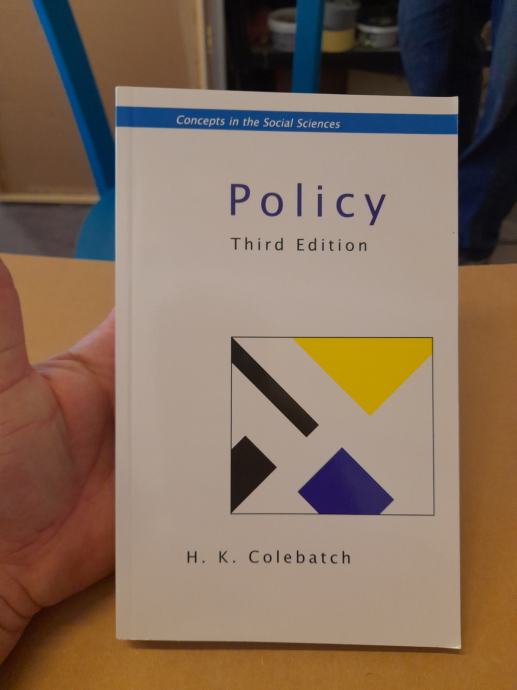 Concepts in the Social Sciences
Policy
Third Edition
H. K. Colebatch